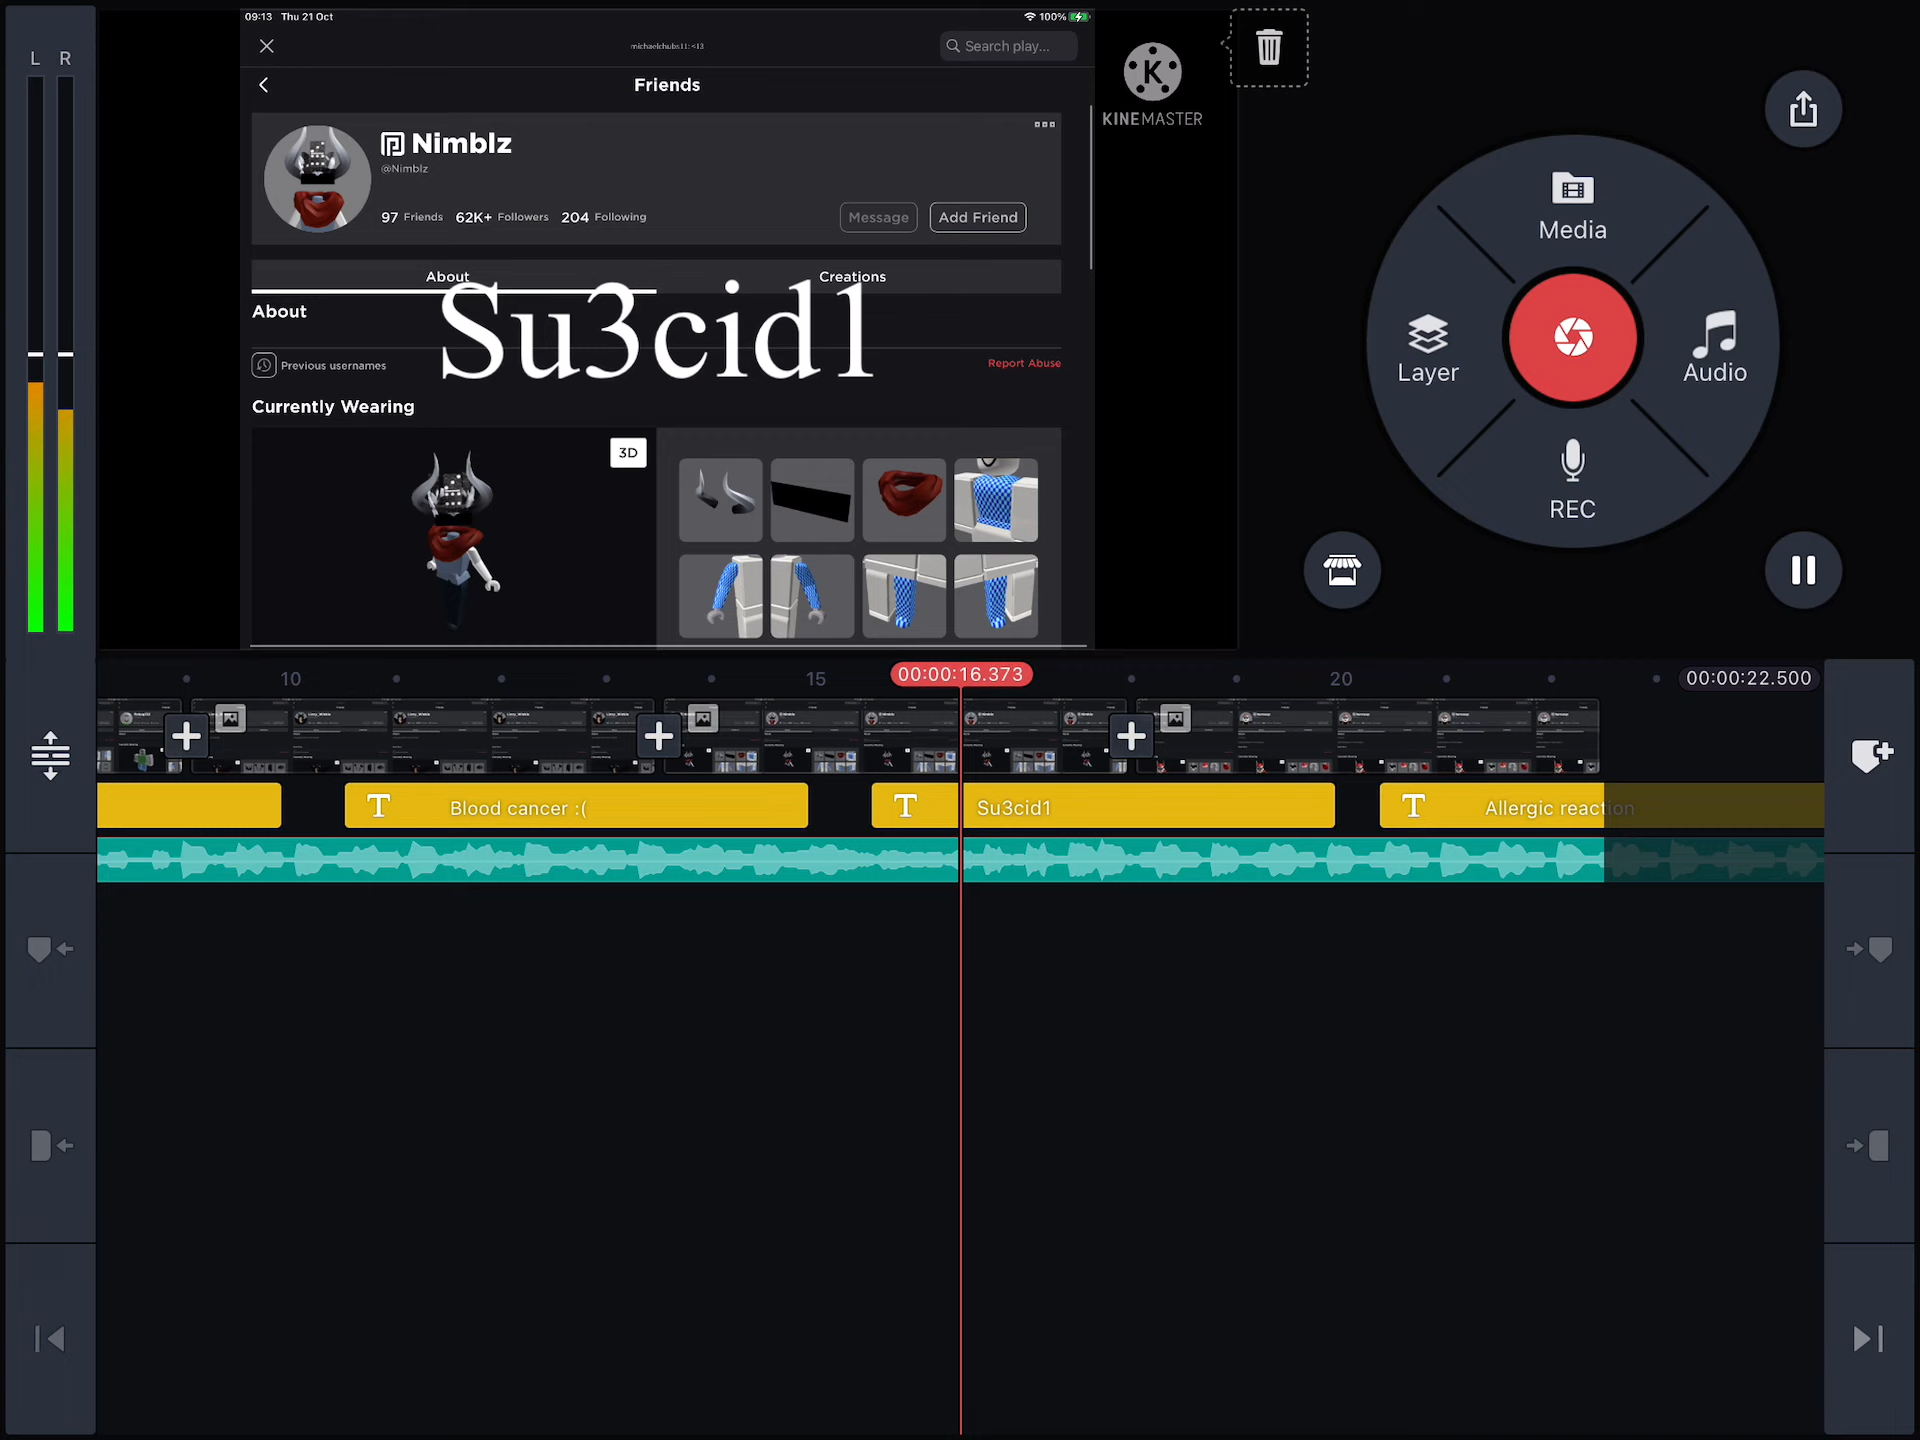 09:13 Thu 21 Oct
100%
L R
Search play...
KINEMASTER
Friends
Nimblz
@Nimblz
97 Friends 62K+ Followers 204 Following
Message
Add Friend
About
Creations
Su3cid1
About
Previous usernames
Report Abuse
Currently Wearing
3D
Media
Layer
Audio
REC
10
15
00:00:16.373
20
00:00:22.500
T Blood cancer :(
T Su3cid1
T Allergic reaction